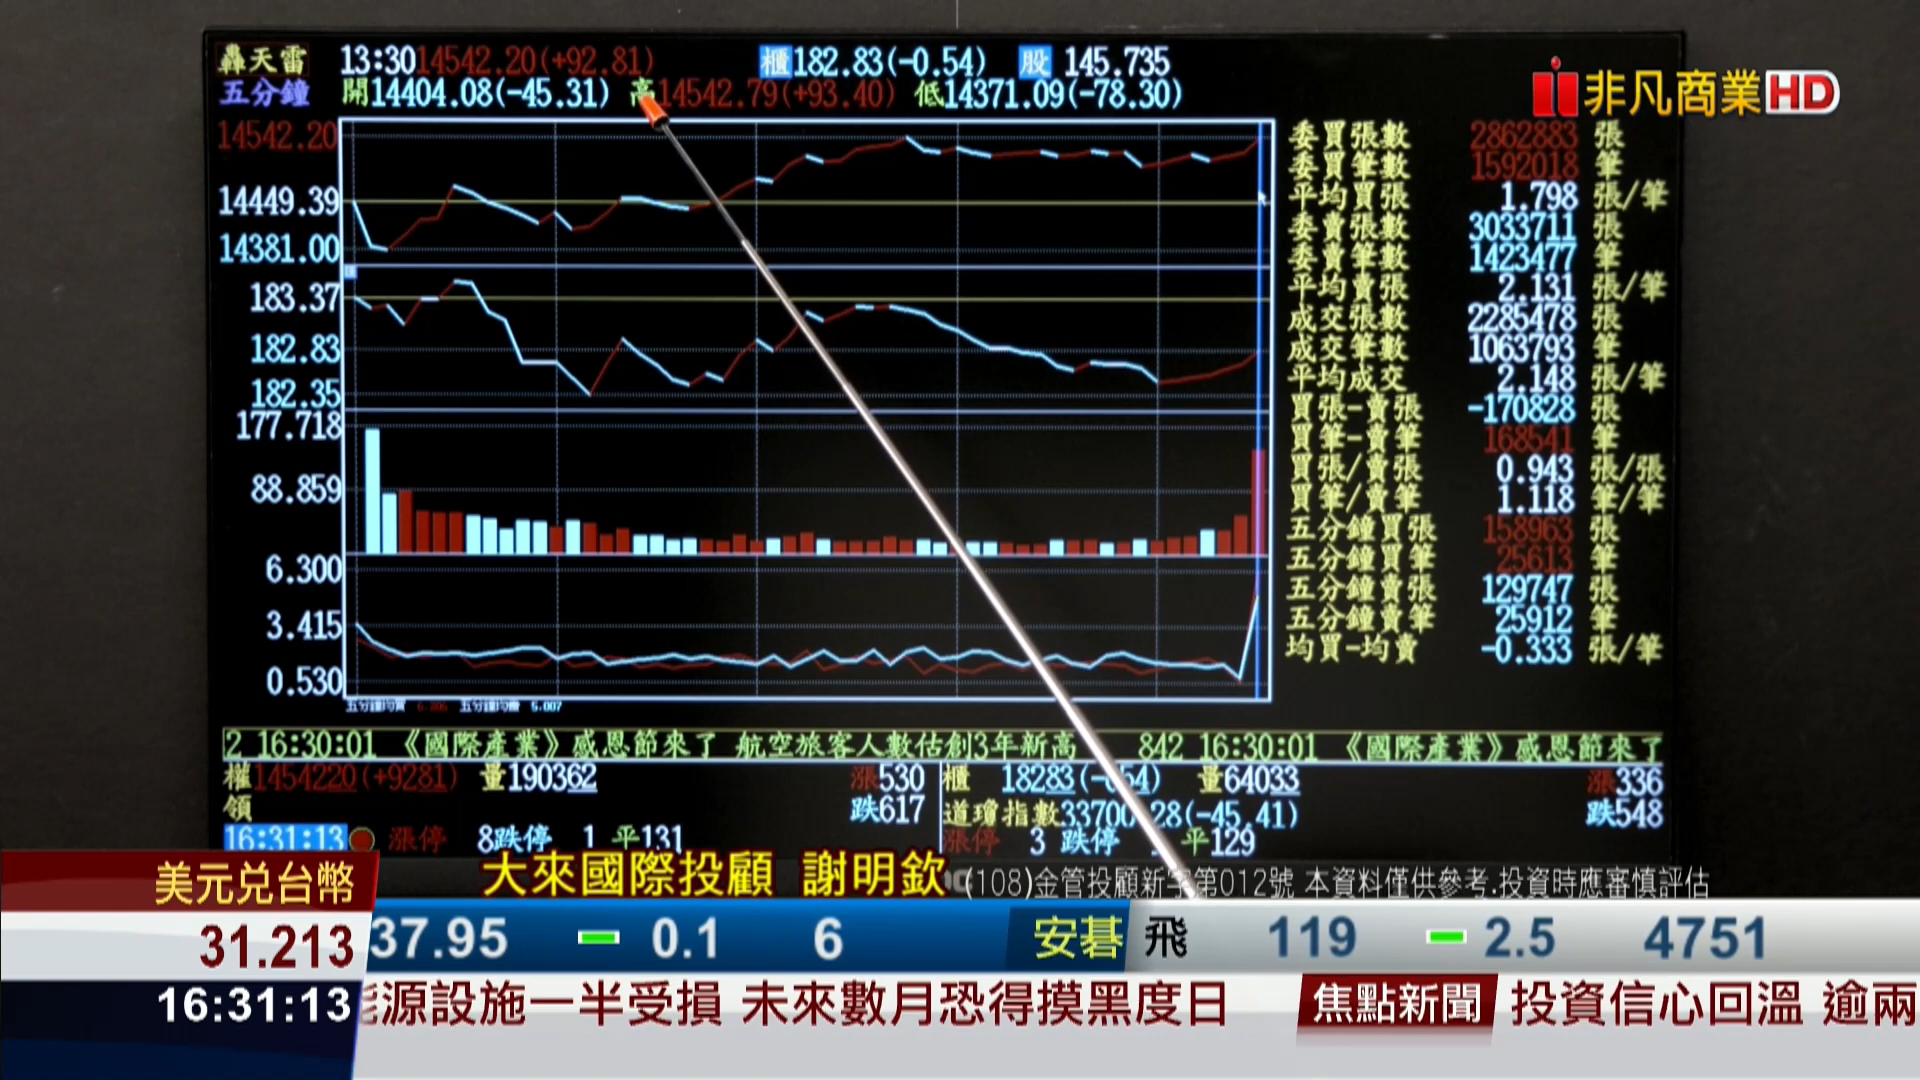 轟天雷 13:30 14542.20(+92.81) 櫃 182.83(-0.54) 股 145.735
五分鐘 開14404.08(-45.31) 高14542.79(+93.40) 低14371.09(-78.30)
非凡商業HD
14542.20
14449.39
14381.00
183.37
182.83
182.35
177.718
88.859
6.300
3.415
0.530
委買張數 2862883 張
委買筆數 1592018 筆
平均買張 1.798 張/筆
委賣張數 3033711 張
委賣筆數 1423477 筆
平均賣張 2.131 張/筆
成交張數 2285478 張
成交筆數 1063793 筆
平均成交 2.148 張/筆
買張-賣張 -170828 張
買筆-賣筆 168541 筆
買張/賣張 0.943 張/張
買筆/賣筆 1.118 筆/筆
五分鐘買張 158963 張
五分鐘買筆 25613 筆
五分鐘賣張 129747 張
五分鐘賣筆 25912 筆
均買-均賣 -0.333 張/筆
2 16:30:01 《國際產業》感恩節來了 航空旅客人數估創3年新高 842 16:30:01 《國際產業》感恩節來了
權1454220(+9281) 量190362 漲530 櫃 18283 量64033 漲336
領 跌617 道瓊指數 (-45.41) 跌548
16:31:13 漲停 8跌停 1 平131 漲停 3 跌停 平129
大來國際投顧 謝明欽 (108)金管投顧新字第012號 本資料僅供參考.投資時應審慎評估
美元兌台幣
31.213
37.95 0.1 6 安碁 飛 119 2.5 4751
16:31:13 源設施一半受損 未來數月恐得摸黑度日 焦點新聞 投資信心回溫 逾兩